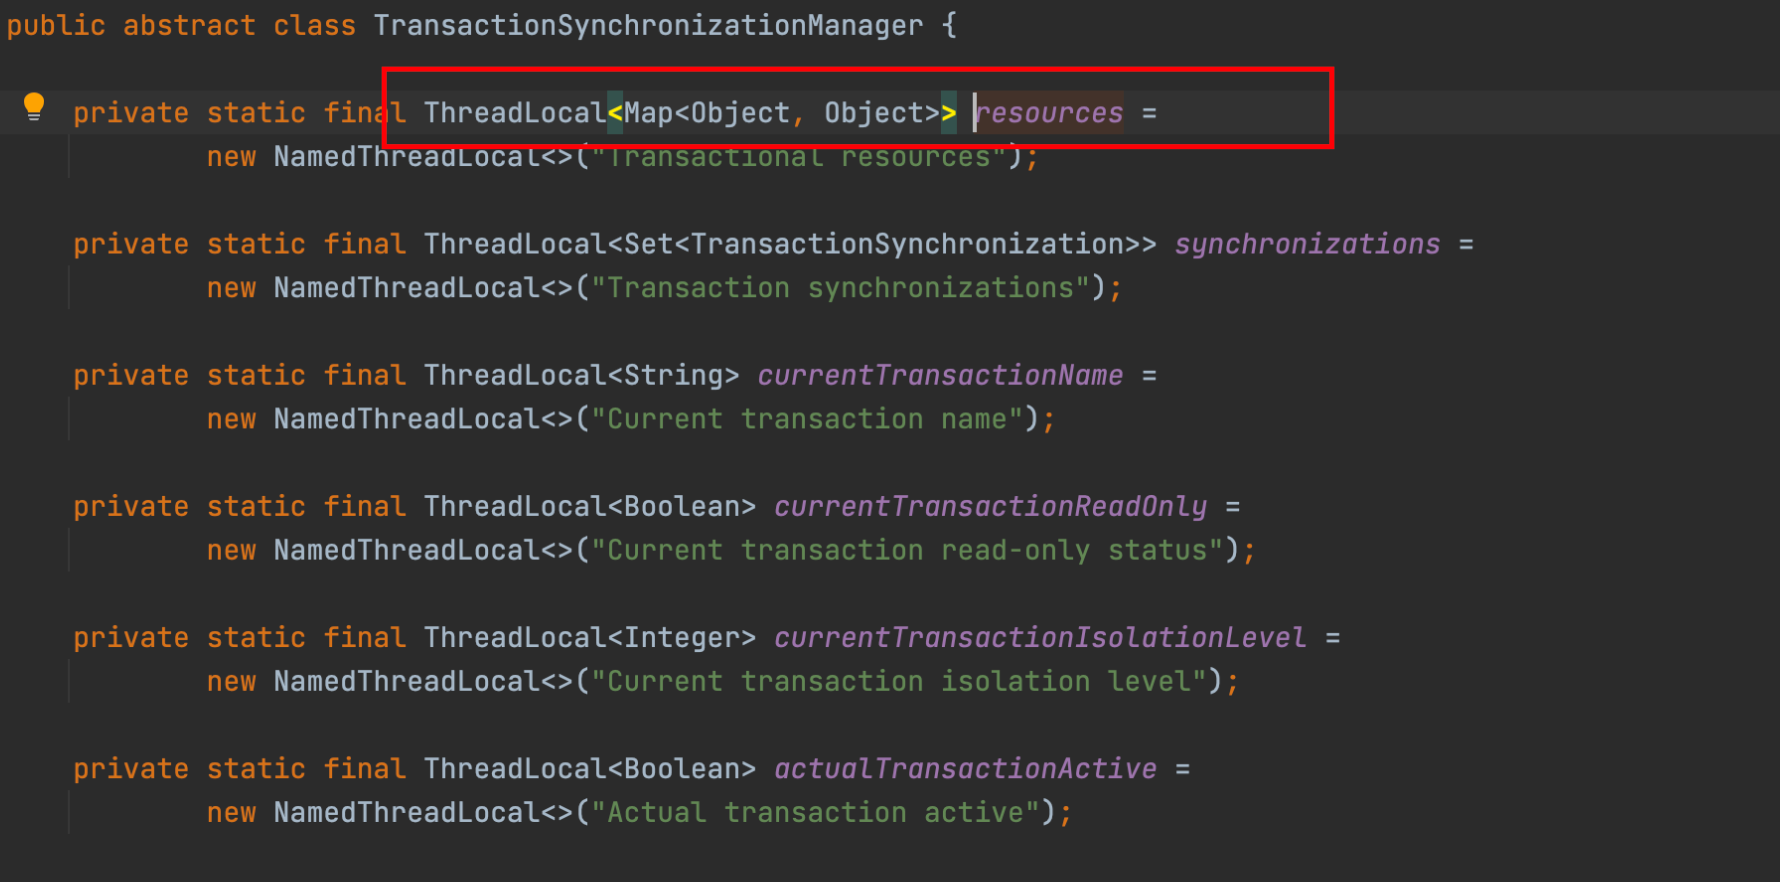 public abstract class TransactionSynchronizationManager {
private static final ThreadLocal<Map<Object, Object>> resources =
new NamedThreadLocal<>("Transactional resources");
private static final ThreadLocal<Set<TransactionSynchronization>> synchronizations =
new NamedThreadLocal<>("Transaction synchronizations");
private static final ThreadLocal<String> currentTransactionName =
new NamedThreadLocal<>("Current transaction name");
private static final ThreadLocal<Boolean> currentTransactionReadOnly =
new NamedThreadLocal<>("Current transaction read-only status");
private static final ThreadLocal<Integer> currentTransactionIsolationLevel =
new NamedThreadLocal<>("Current transaction isolation level");
private static final ThreadLocal<Boolean> actualTransactionActive =
new NamedThreadLocal<>("Actual transaction active");